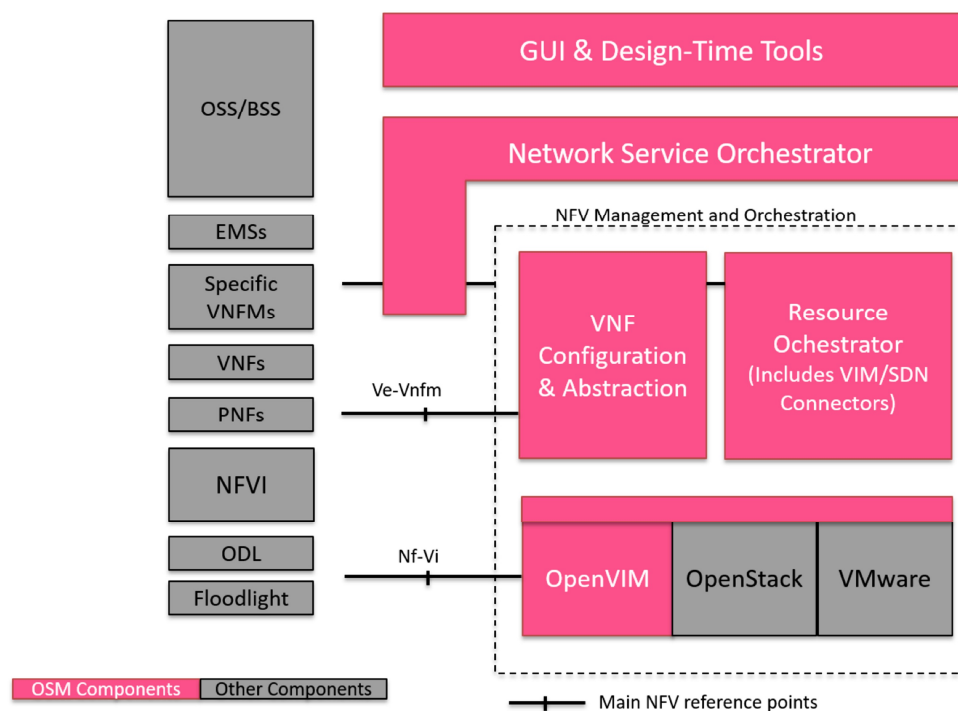 GUI & Design-Time Tools
OSS/BSS
Network Service Orchestrator
NFV Management and Orchestration
EMSs
Specific
VNFMs
VNFs
PNFs
NFVI
ODL
Floodlight
Ve-Vnfm
Nf-Vi
VNF
Configuration
& Abstraction
Resource
Ochestrator
(Includes VIM/SDN
Connectors)
OpenVIM
OpenStack
VMware
OSM Components
Other Components
Main NFV reference points